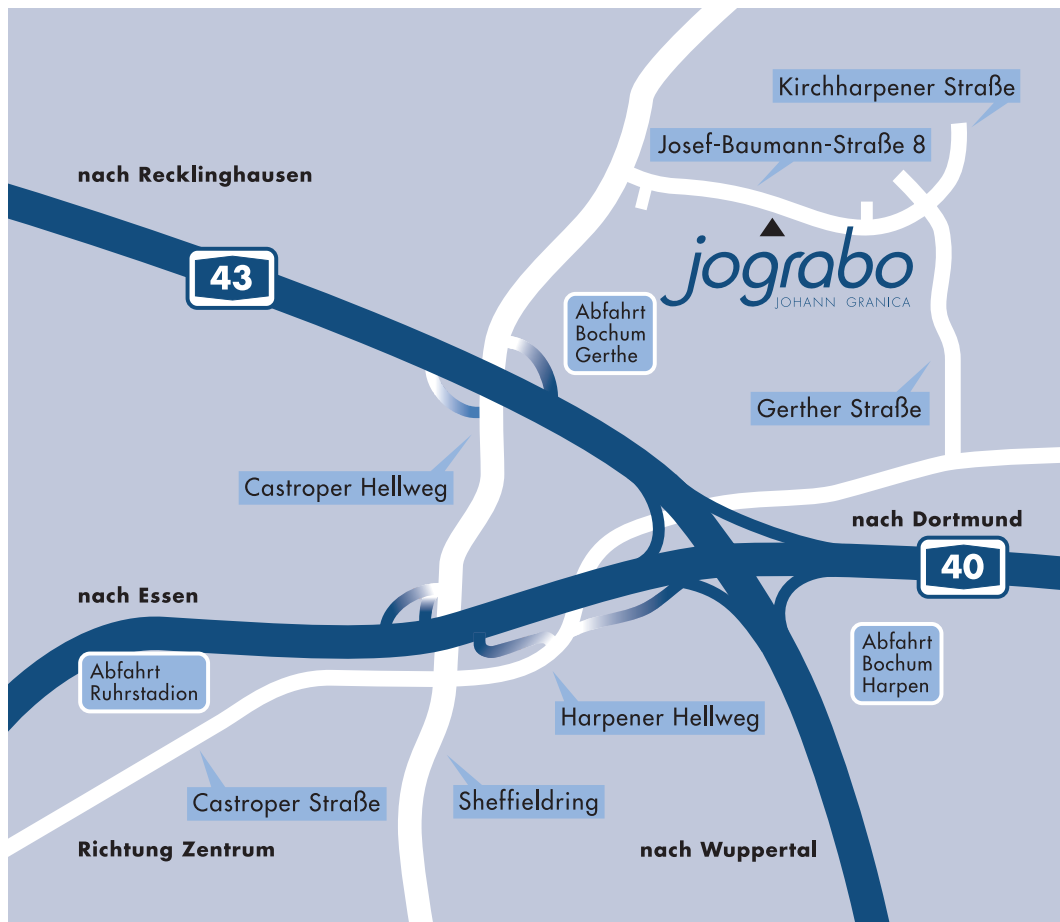 Kirchharpener Straße
Josef-Baumann-Straße 8
nach Recklinghausen
jograbo
JOHANN GRANICA
43
Abfahrt
Bochum
Gerthe
Gerther Straße
Castroper Hellweg
nach Dortmund
40
nach Essen
Abfahrt
Ruhrstadion
Abfahrt
Bochum
Harpen
Harpener Hellweg
Castroper Straße
Sheffieldring
Richtung Zentrum
nach Wuppertal